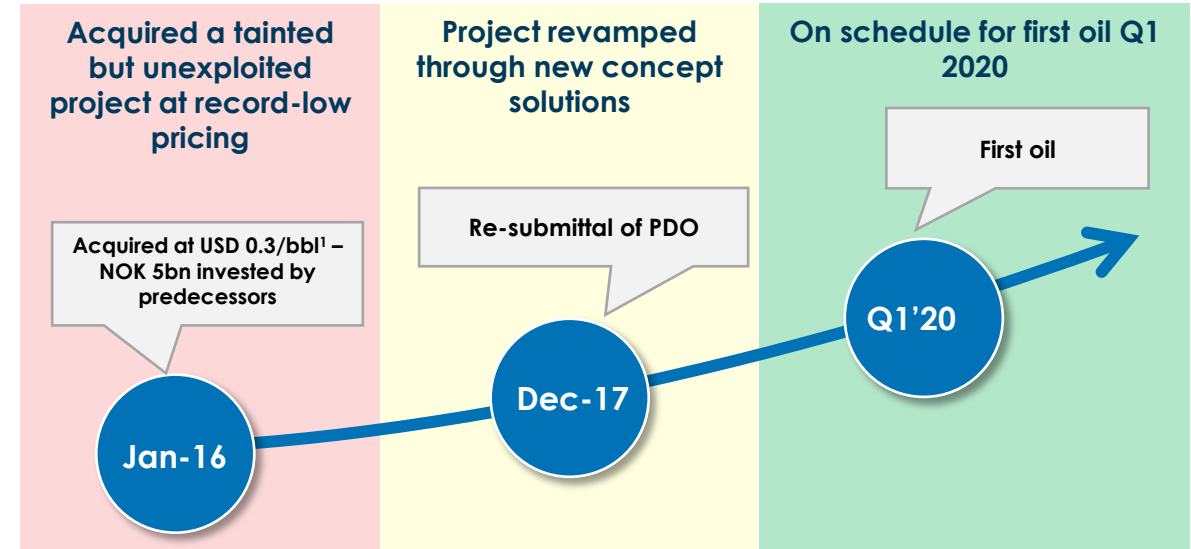 Acquired a tainted
but unexploited
project at record-low
pricing
Acquired at USD 0.3/bbl¹ –
NOK 5bn invested by
predecessors
Jan-16
Project revamped
through new concept
solutions
Re-submittal of PDO
Dec-17
On schedule for first oil Q1
2020
First oil
Q1’20